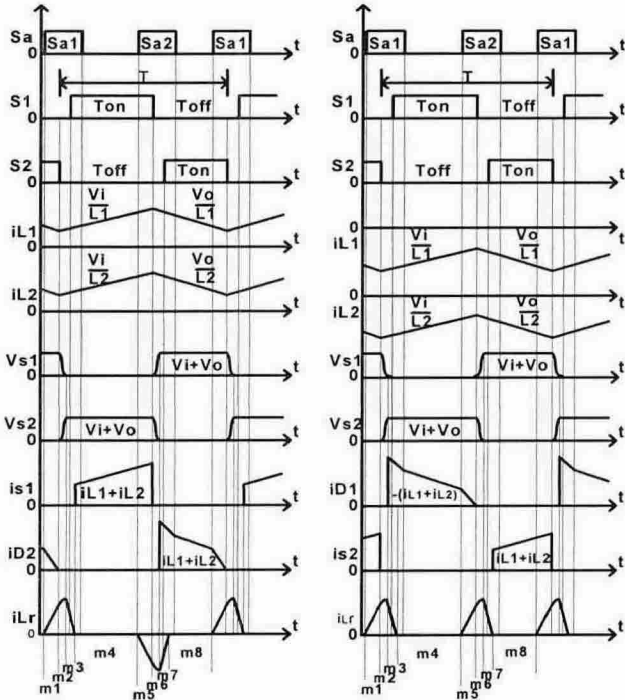 Sa Sa1 Sa2 Sa1 t
0
T
S1 Ton Toff t
0
S2 Toff Ton t
0
Vi Vo
L1 L1
iL1 t
0
Vi Vo
iL2 L2 L2 t
0
Vs1 Vi+Vo t
0
Vs2 Vi+Vo t
0
is1 iL1+iL2 t
0
iD2 iL1+iL2 t
0
iLr t
0
m1 m2 m3 m4 m5 m6 m7 m8
Sa Sa1 Sa2 Sa1 t
0
T
S1 Ton Toff t
0
S2 Toff Ton t
0
0 t
iL1 Vi Vo
L1 L1
iL2 Vi Vo
L2 L2
Vs1 Vi+Vo t
0
Vs2 Vi+Vo t
0
iD1 -(iL1+iL2) t
0
is2 iL1+iL2 t
0
iLr t
0
m1 m2 m3 m4 m5 m6 m7 m8